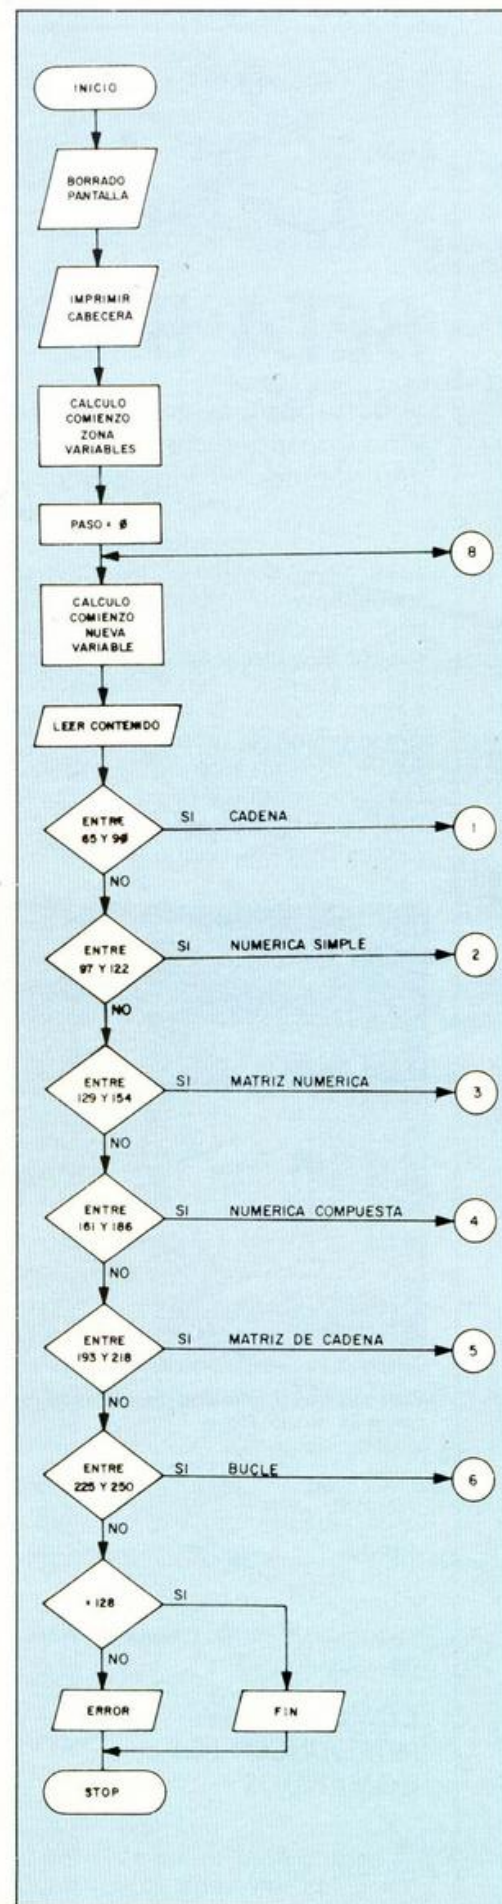 INICIO
BORRADO
PANTALLA
IMPRIMIR
CABECERA
CALCULO
COMIENZO
ZONA
VARIABLES
PASO = Ø
8
CALCULO
COMIENZO
NUEVA
VARIABLE
LEER CONTENIDO
ENTRE
65 Y 9Ø
SI CADENA
1
NO
ENTRE
97 Y 122
SI NUMERICA SIMPLE
2
NO
ENTRE
129 Y 154
SI MATRIZ NUMERICA
3
NO
ENTRE
161 Y 186
SI NUMERICA COMPUESTA
4
NO
ENTRE
193 Y 218
SI MATRIZ DE CADENA
5
NO
ENTRE
225 Y 250
SI BUCLE
6
NO
= 128
SI
NO
ERROR
FIN
STOP